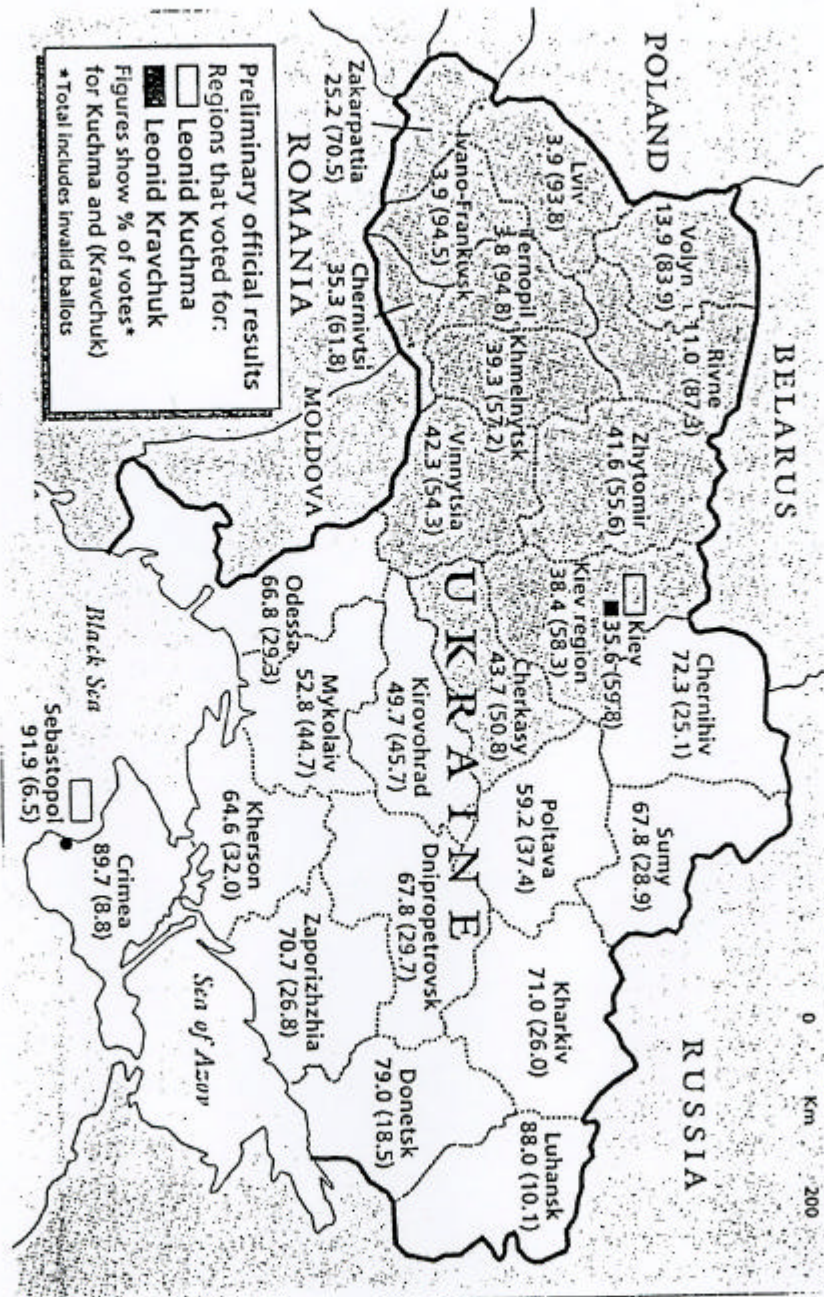 POLAND
BELARUS
RUSSIA
0 Km 200
Volyn
13.9 (83.9)
Rivne
11.0 (87.3)
Zhytomir
41.6 (55.6)
Kiev
35.6 (59.8)
Kiev region
38.4 (58.3)
Chernihiv
72.3 (25.1)
Sumy
67.8 (28.9)
Lviv
3.9 (93.8)
Ternopil
3.8 (94.8)
Khmelnytsk
39.3 (57.2)
Ivano-Frankivsk
3.9 (94.5)
Vinnytsia
42.3 (54.3)
Cherkasy
43.7 (50.8)
Poltava
59.2 (37.4)
Kharkiv
71.0 (26.0)
Luhansk
88.0 (10.1)
UKRAINE
Zakarpattia
25.2 (70.5)
Chernivtsi
35.3 (61.8)
Kirovohrad
49.7 (45.7)
Dnipropetrovsk
67.8 (29.7)
Donetsk
79.0 (18.5)
ROMANIA
MOLDOVA
Odessa
66.8 (29.3)
Mykolaiv
52.8 (44.7)
Kherson
64.6 (32.0)
Zaporizhzhia
70.7 (26.8)
Black Sea
Sea of Azov
Sebastopol
91.9 (6.5)
Crimea
89.7 (8.8)
Preliminary official results
Regions that voted for:
Leonid Kuchma
Leonid Kravchuk
Figures show % of votes*
for Kuchma and (Kravchuk)
*Total includes invalid ballots